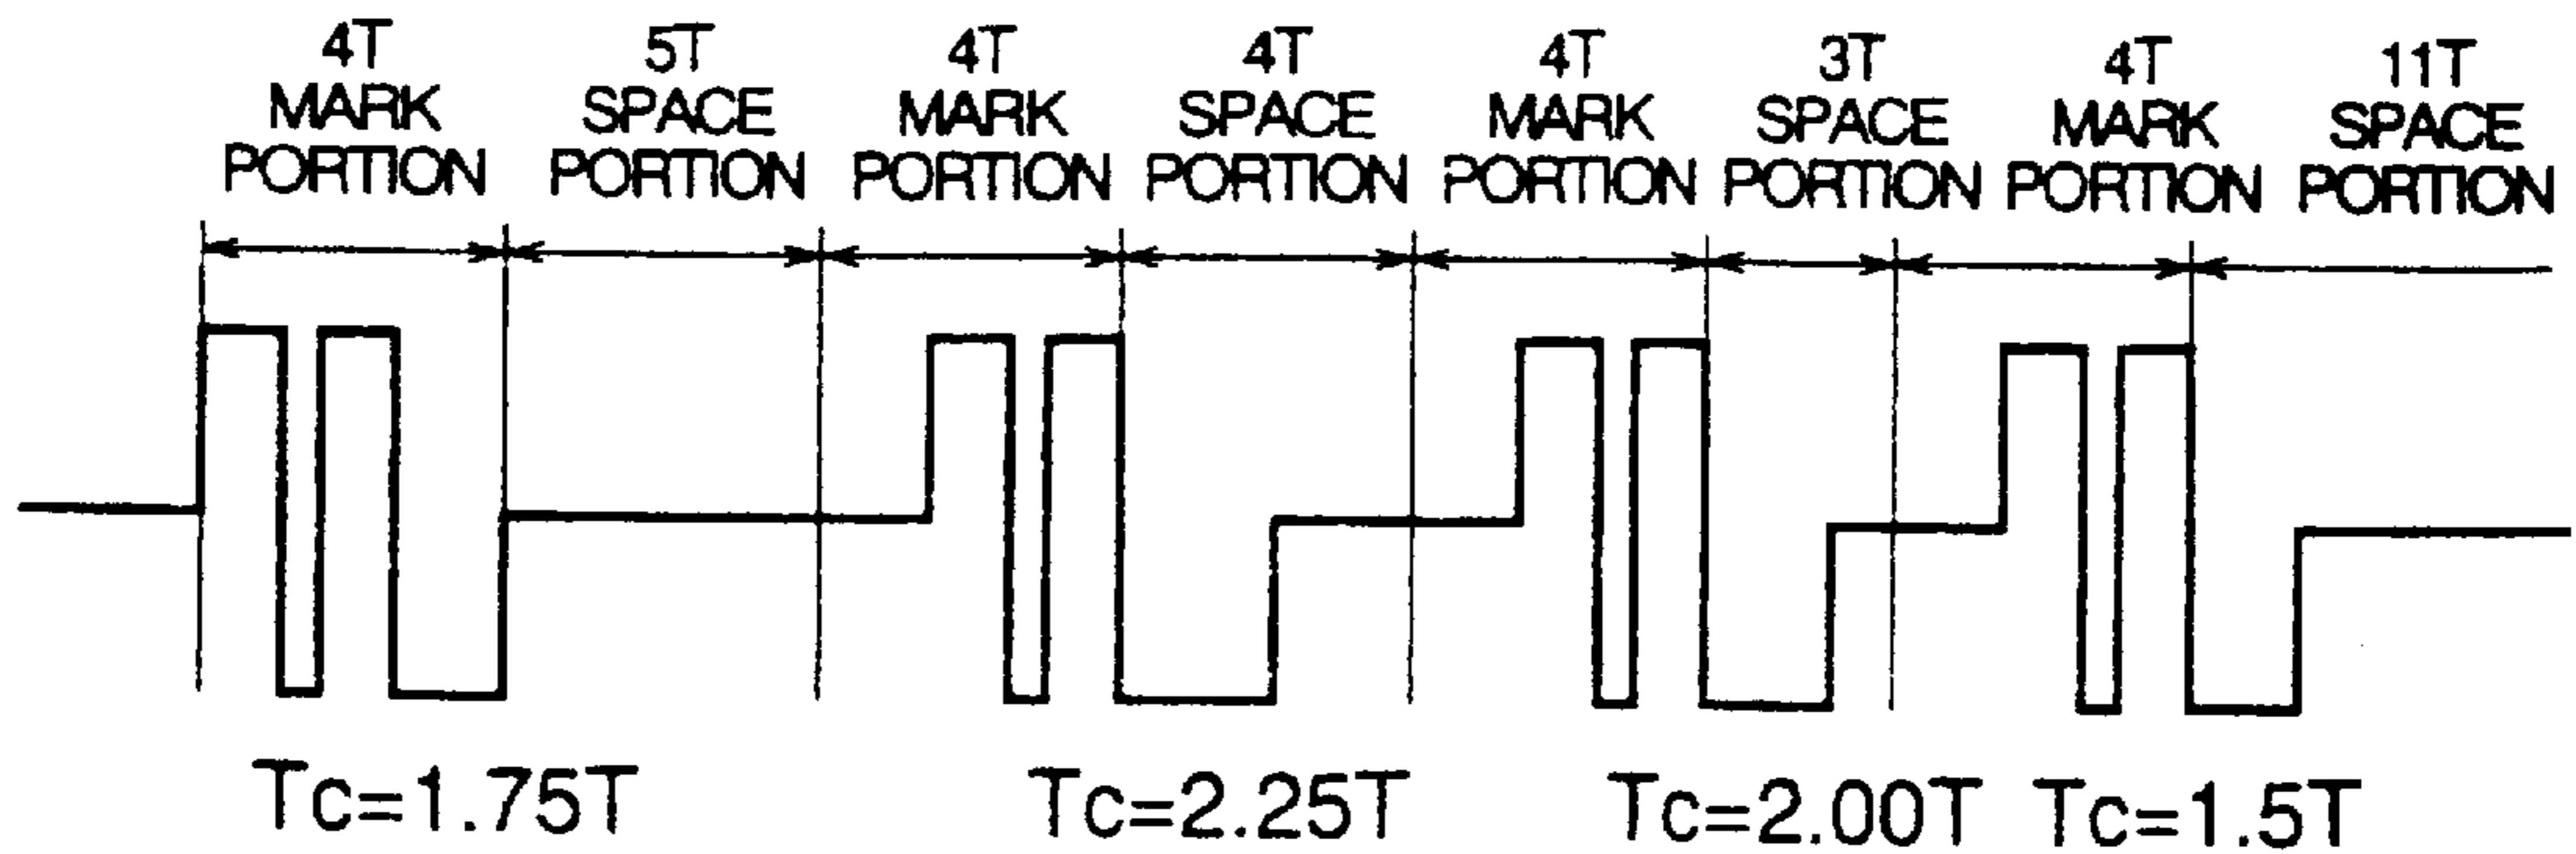 4T
MARK
PORTION
5T
SPACE
PORTION
4T
MARK
PORTION
4T
SPACE
PORTION
4T
MARK
PORTION
3T
SPACE
PORTION
4T
MARK
PORTION
11T
SPACE
PORTION
Tc=1.75T
Tc=2.25T
Tc=2.00T
Tc=1.5T